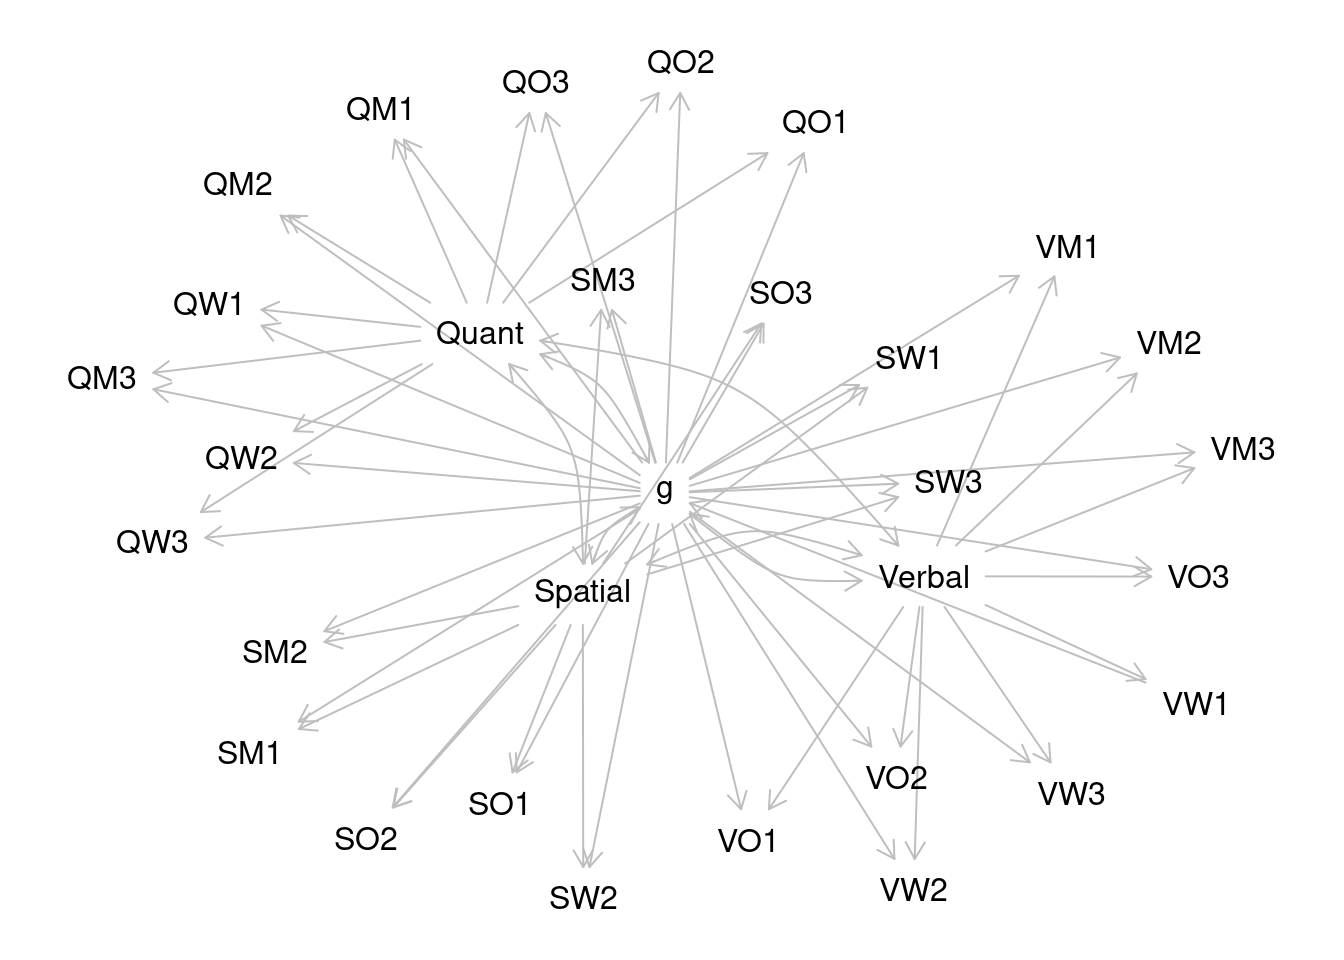 QO2
QO3
QM1
QO1
QM2
VM1
SM3
SO3
QW1
Quant
VM2
SW1
QM3
VM3
QW2
SW3
g
QW3
Verbal
VO3
Spatial
SM2
VW1
SM1
VO2
VW3
SO1
SO2
VO1
VW2
SW2